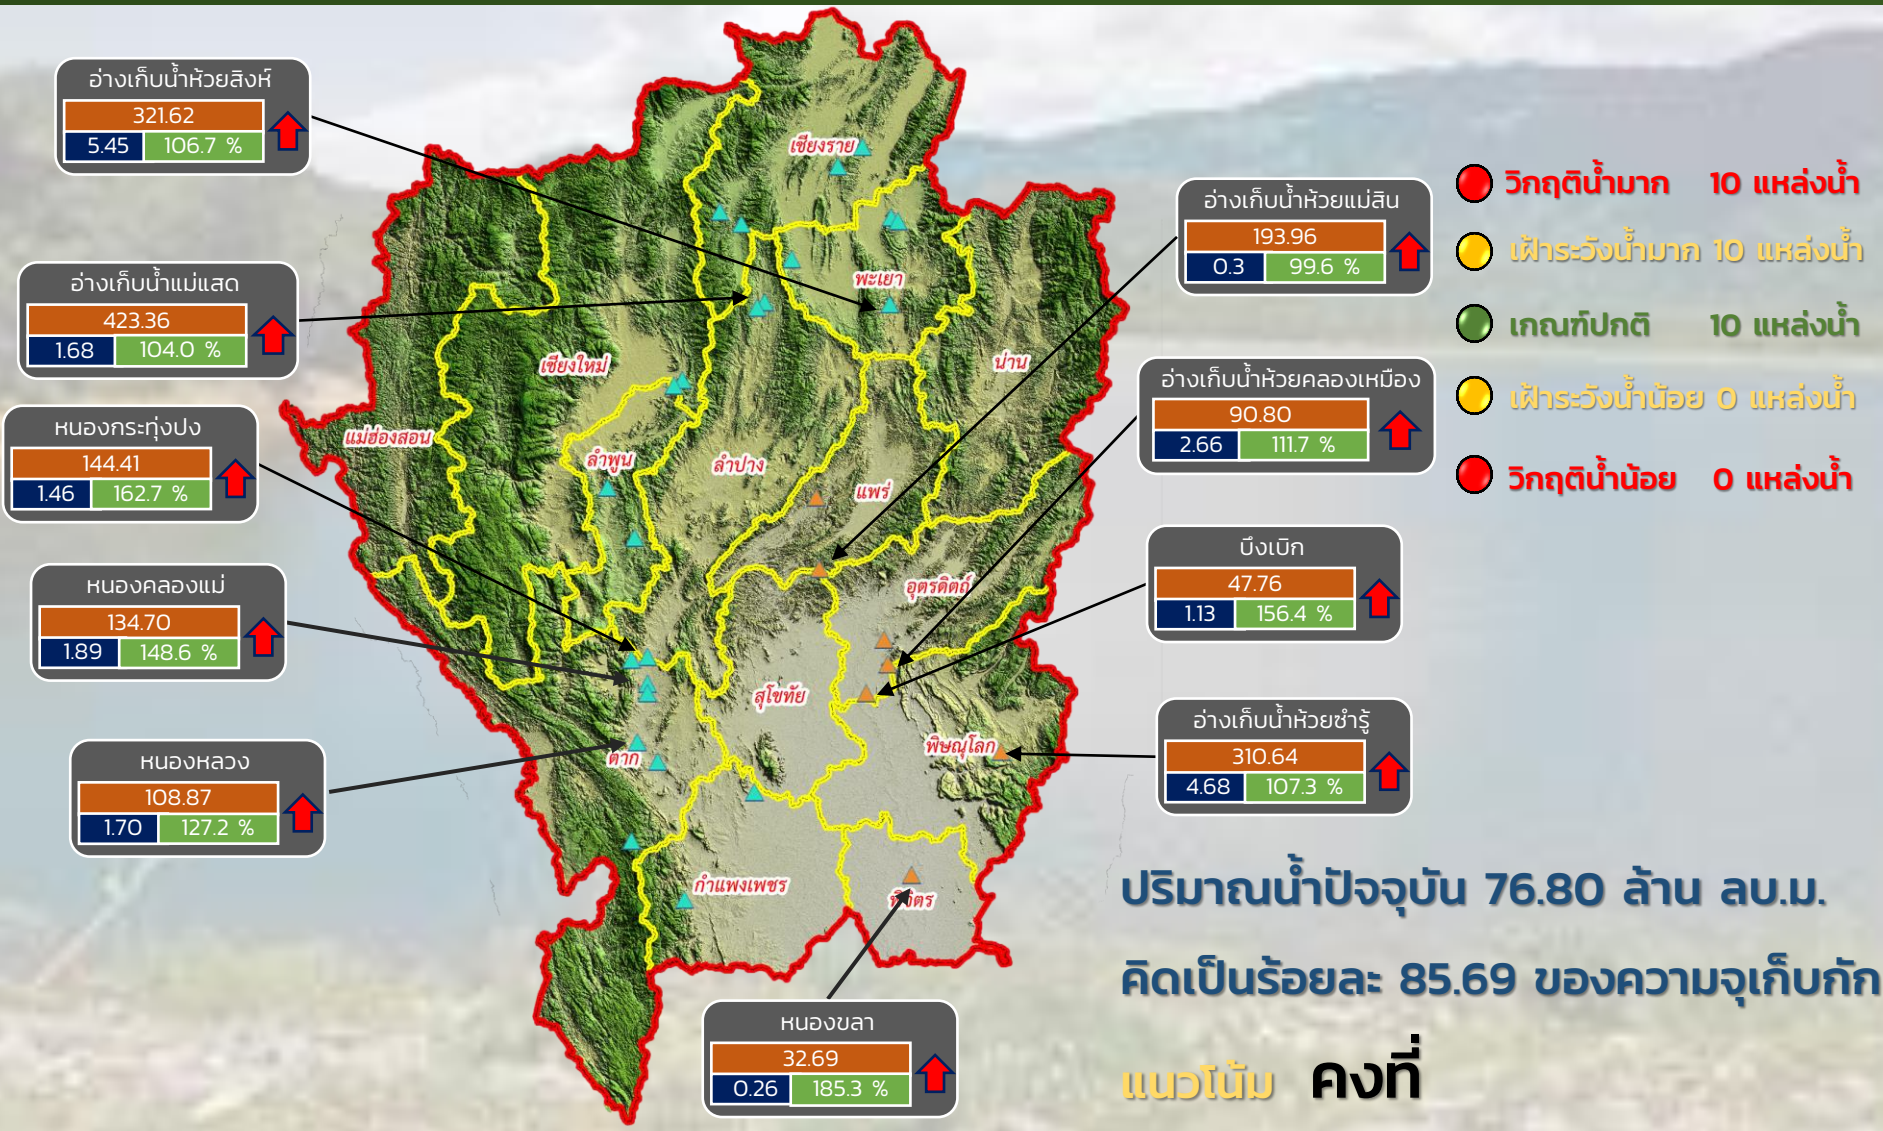 อ่างเก็บน้ำห้วยสิงห์
321.62
5.45 106.7 %
อ่างเก็บน้ำแม่แสด
423.36
1.68 104.0 %
หนองกระทุ่งปง
144.41
1.46 162.7 %
หนองคลองแม่
134.70
1.89 148.6 %
หนองหลวง
108.87
1.70 127.2 %
เชียงราย
พะเยา
น่าน
เชียงใหม่
แม่ฮ่องสอน
ลำพูน
ลำปาง
แพร่
อุตรดิตถ์
สุโขทัย
ตาก
พิษณุโลก
กำแพงเพชร
พิจิตร
หนองขลา
32.69
0.26 185.3 %
อ่างเก็บน้ำห้วยแม่สิน
193.96
0.3 99.6 %
อ่างเก็บน้ำห้วยคลองเหมือง
90.80
2.66 111.7 %
บึงเบิก
47.76
1.13 156.4 %
อ่างเก็บน้ำห้วยซำรู้
310.64
4.68 107.3 %
วิกฤติน้ำมาก 10 แหล่งน้ำ
เฝ้าระวังน้ำมาก 10 แหล่งน้ำ
เกณฑ์ปกติ 10 แหล่งน้ำ
เฝ้าระวังน้ำน้อย 0 แหล่งน้ำ
วิกฤติน้ำน้อย 0 แหล่งน้ำ
ปริมาณน้ำปัจจุบัน 76.80 ล้าน ลบ.ม.
คิดเป็นร้อยละ 85.69 ของความจุเก็บกัก
แนวโน้ม คงที่